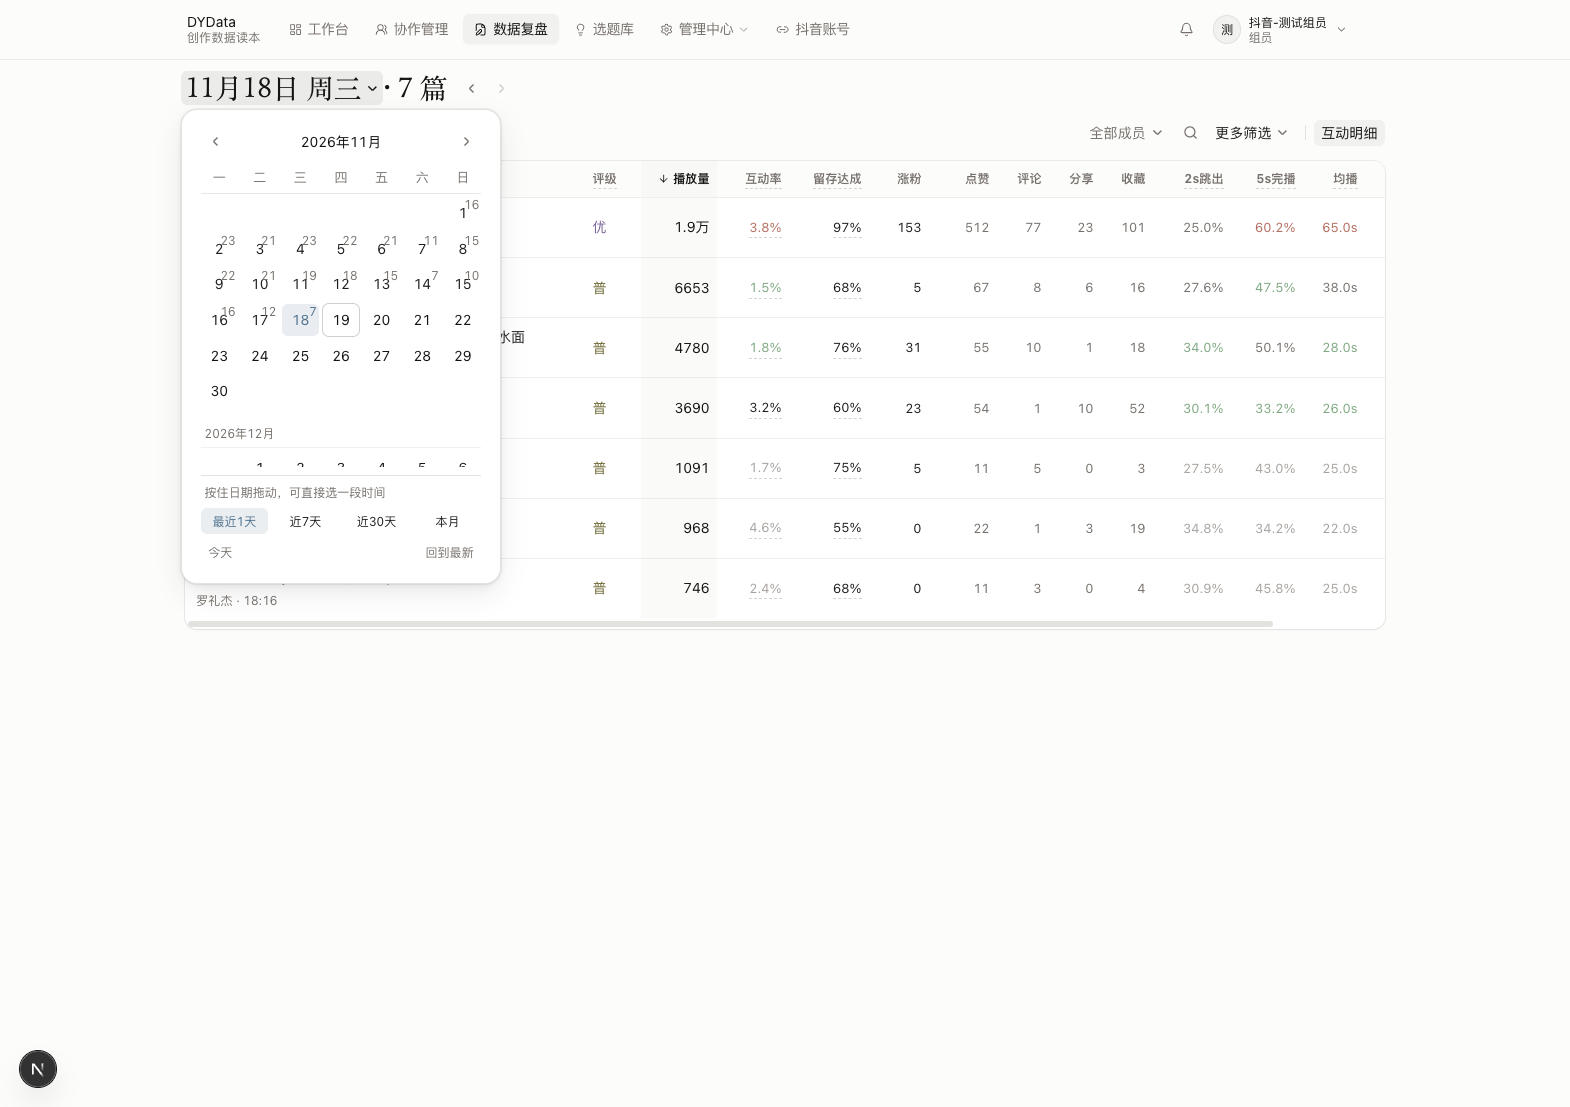 DYData
创作数据读本
工作台 协作管理 数据复盘 选题库 管理中心 抖音账号
测 抖音-测试组员
组员
11月18日 周三 · 7 篇
全部成员 更多筛选 互动明细
2026年11月
一 二 三 四 五 六 日
1 16
2 23 3 21 4 23 5 22 6 21 7 11 8 15
9 22 10 21 11 19 12 18 13 15 14 7 15 10
16 16 17 12 18 7 19 20 21 22
23 24 25 26 27 28 29
30
2026年12月
1 2 3 4 5 6
按住日期拖动，可直接选一段时间
最近1天 近7天 近30天 本月
今天 回到最新
评级 ↓ 播放量 互动率 留存达成 涨粉 点赞 评论 分享 收藏 2s跳出 5s完播 均播
优 1.9万 3.8% 97% 153 512 77 23 101 25.0% 60.2% 65.0s
普 6653 1.5% 68% 5 67 8 6 16 27.6% 47.5% 38.0s
水面
普 4780 1.8% 76% 31 55 10 1 18 34.0% 50.1% 28.0s
普 3690 3.2% 60% 23 54 1 10 52 30.1% 33.2% 26.0s
普 1091 1.7% 75% 5 11 5 0 3 27.5% 43.0% 25.0s
普 968 4.6% 55% 0 22 1 3 19 34.8% 34.2% 22.0s
普 746 2.4% 68% 0 11 3 0 4 30.9% 45.8% 25.0s
罗礼杰 · 18:16
N